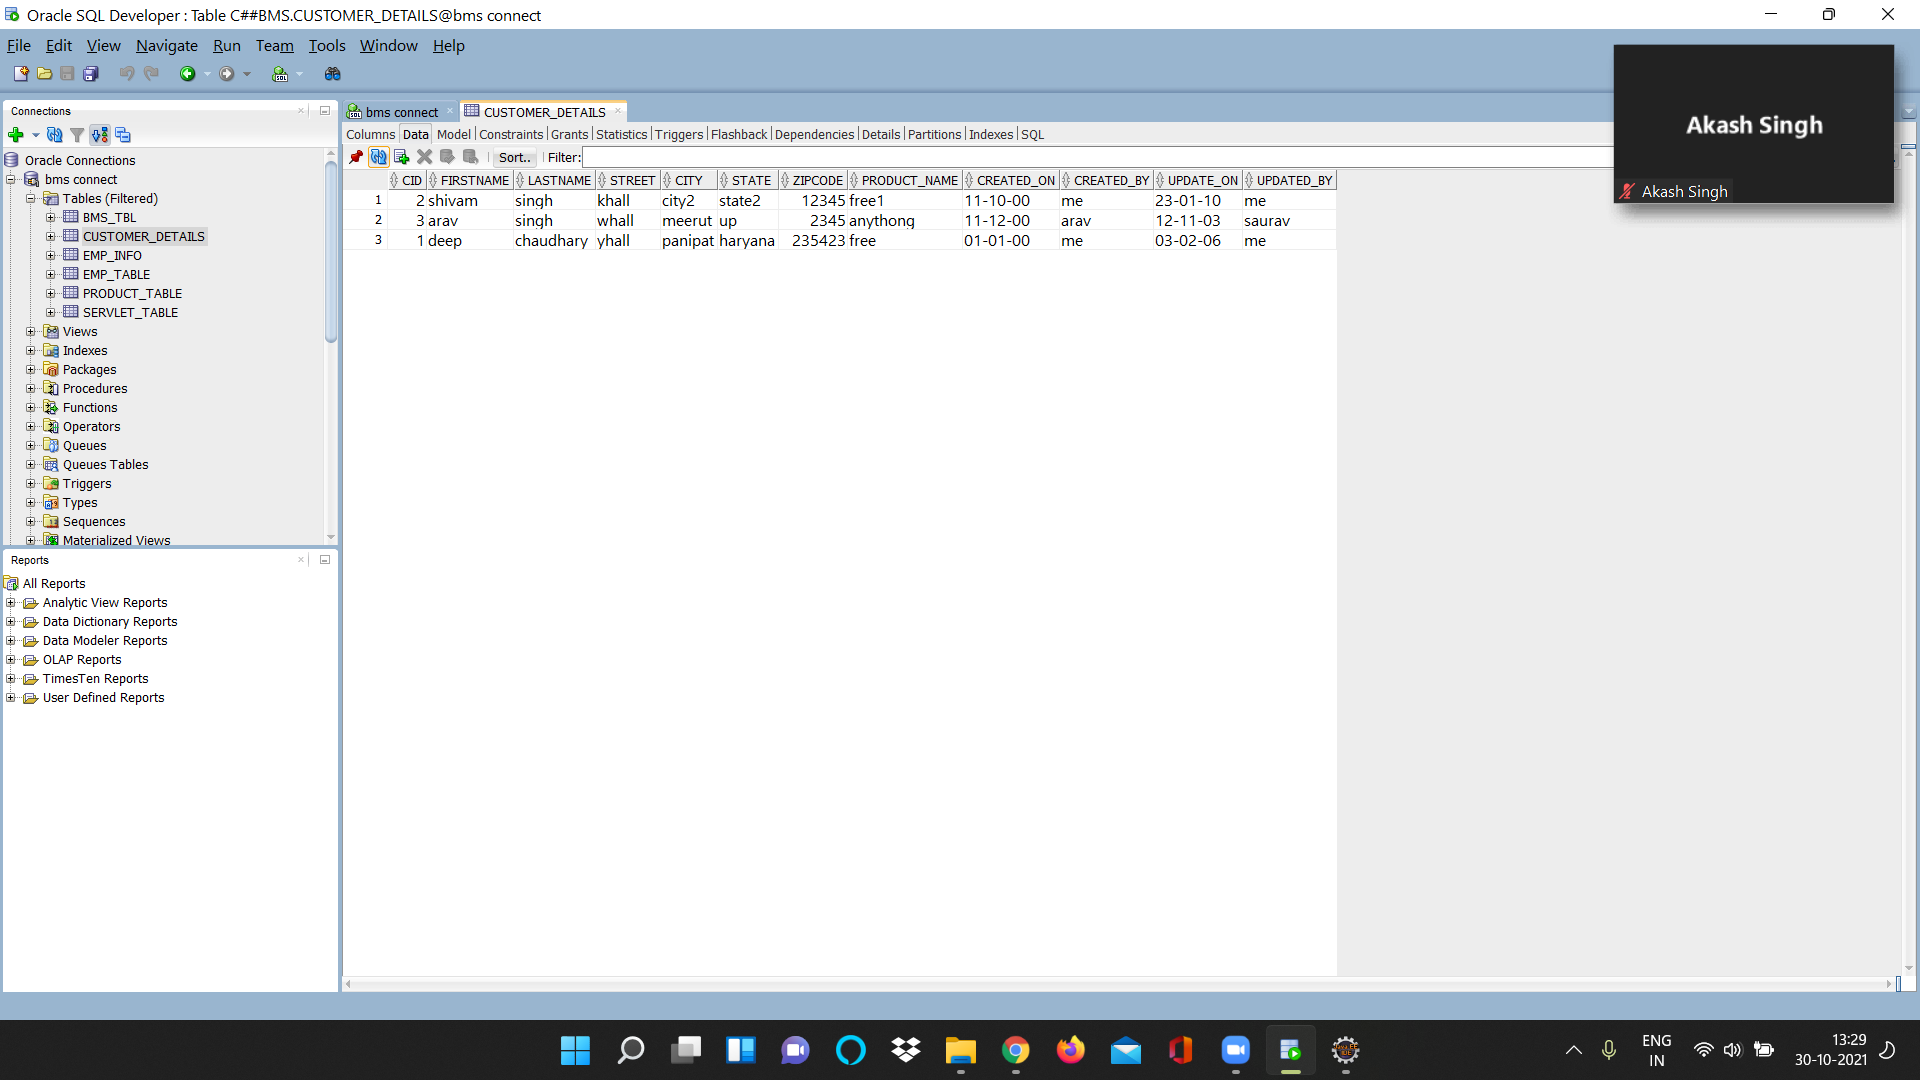 Oracle SQL Developer : Table C##BMS.CUSTOMER_DETAILS@bms connect
File Edit View Navigate Run Team Tools Window Help
Akash Singh
Akash Singh
Connections
Oracle Connections
bms connect
Tables (Filtered)
BMS_TBL
CUSTOMER_DETAILS
EMP_INFO
EMP_TABLE
PRODUCT_TABLE
SERVLET_TABLE
Views
Indexes
Packages
Procedures
Functions
Operators
Queues
Queues Tables
Triggers
Types
Sequences
Materialized Views
Reports
All Reports
Analytic View Reports
Data Dictionary Reports
Data Modeler Reports
OLAP Reports
TimesTen Reports
User Defined Reports
bms connect CUSTOMER_DETAILS
Columns Data Model Constraints Grants Statistics Triggers Flashback Dependencies Details Partitions Indexes SQL
Sort.. Filter:
CID FIRSTNAME LASTNAME STREET CITY STATE ZIPCODE PRODUCT_NAME CREATED_ON CREATED_BY UPDATE_ON UPDATED_BY
1 2 shivam singh khall city2 state2 12345 free1 11-10-00 me 23-01-10 me
2 3 arav singh whall meerut up 2345 anythong 11-12-00 arav 12-11-03 saurav
3 1 deep chaudhary yhall panipat haryana 235423 free 01-01-00 me 03-02-06 me
ENG
IN
13:29
30-10-2021